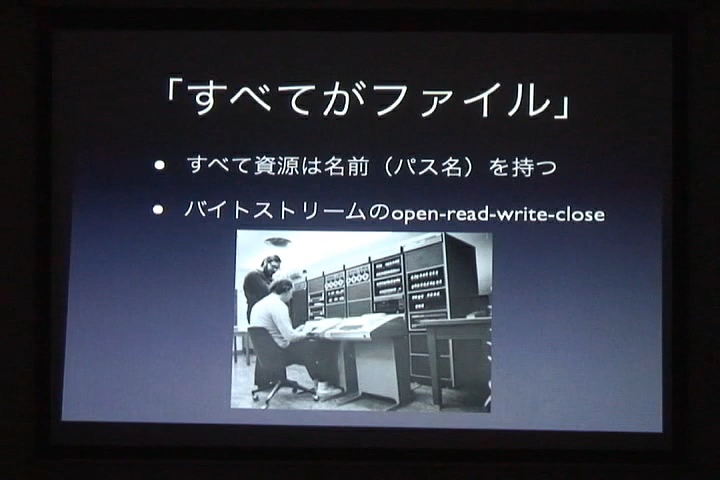 「すべてがファイル」
• すべて資源は名前（パス名）を持つ
• バイトストリームのopen-read-write-close